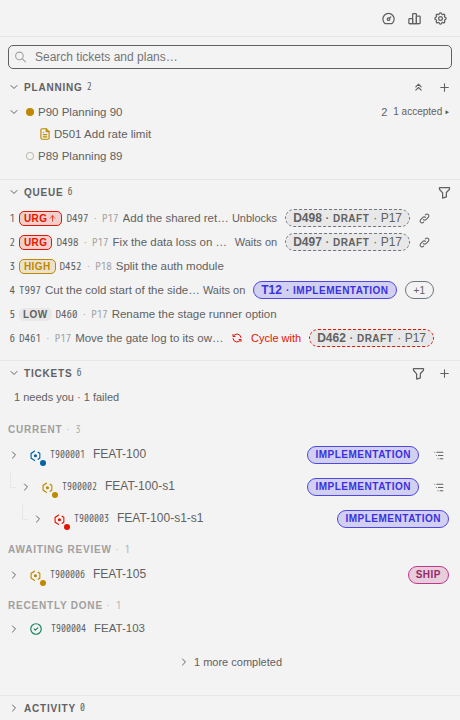 Search tickets and plans…
PLANNING 2
P90 Planning 90 2 1 accepted ▸
D501 Add rate limit
P89 Planning 89
QUEUE 6
1 URG↑ D497 · P17 Add the shared ret… Unblocks D498 · DRAFT · P17
2 URG D498 · P17 Fix the data loss on … Waits on D497 · DRAFT · P17
3 HIGH D452 · P18 Split the auth module
4 T997 Cut the cold start of the side… Waits on T12 · IMPLEMENTATION +1
5 LOW D460 · P17 Rename the stage runner option
6 D461 · P17 Move the gate log to its ow… Cycle with D462 · DRAFT · P17
TICKETS 6
1 needs you · 1 failed
CURRENT · 3
T900001 FEAT-100 IMPLEMENTATION
T900002 FEAT-100-s1 IMPLEMENTATION
T900003 FEAT-100-s1-s1 IMPLEMENTATION
AWAITING REVIEW · 1
T900006 FEAT-105 SHIP
RECENTLY DONE · 1
T900004 FEAT-103
1 more completed
ACTIVITY 0